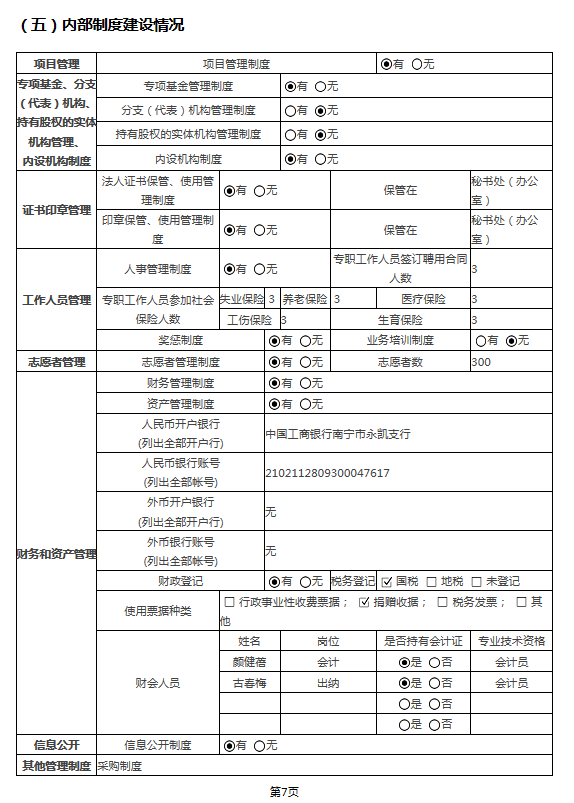 （五）内部制度建设情况
项目管理 项目管理制度 有 无
专项基金、分支（代表）机构、持有股权的实体机构管理、内设机构制度
专项基金管理制度 有 无
分支（代表）机构管理制度 有 无
持有股权的实体机构管理制度 有 无
内设机构制度 有 无
证书印章管理
法人证书保管、使用管理制度 有 无 保管在 秘书处（办公室）
印章保管、使用管理制度 有 无 保管在 秘书处（办公室）
工作人员管理
人事管理制度 有 无 专职工作人员签订聘用合同人数 3
专职工作人员参加社会保险人数 失业保险 3 养老保险 3 医疗保险 3
工伤保险 3 生育保险 3
奖惩制度 有 无 业务培训制度 有 无
志愿者管理 志愿者管理制度 有 无 志愿者数 300
财务和资产管理
财务管理制度 有 无
资产管理制度 有 无
人民币开户银行
(列出全部开户行) 中国工商银行南宁市永凯支行
人民币银行账号
(列出全部帐号) 2102112809300047617
外币开户银行
(列出全部开户行) 无
外币银行账号
(列出全部帐号) 无
财政登记 有 无 税务登记 国税 地税 未登记
使用票据种类 行政事业性收费票据； 捐赠收据； 税务发票； 其他
财会人员
姓名 岗位 是否持有会计证 专业技术资格
颜健蓓 会计 是 否 会计员
古春梅 出纳 是 否 会计员
是 否
是 否
信息公开 信息公开制度 有 无
其他管理制度 采购制度
第7页